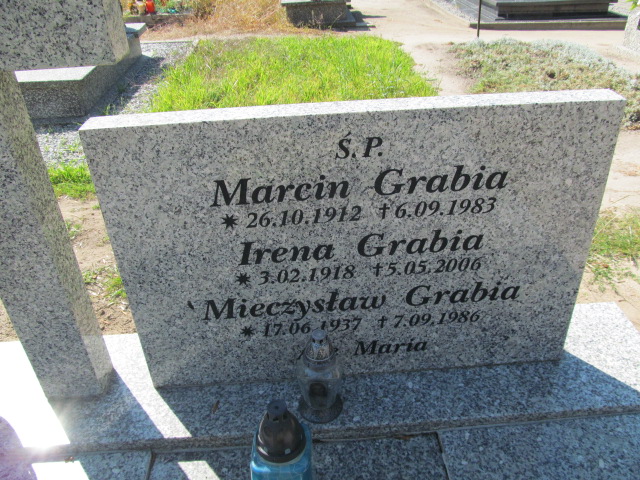 Ś.P.
Marcin Grabia
* 26.10.1912 † 6.09.1983
Irena Grabia
* 3.02.1918 † 5.05.2006
Mieczysław Grabia
* 17.06.1937 † 7.09.1986
Maria